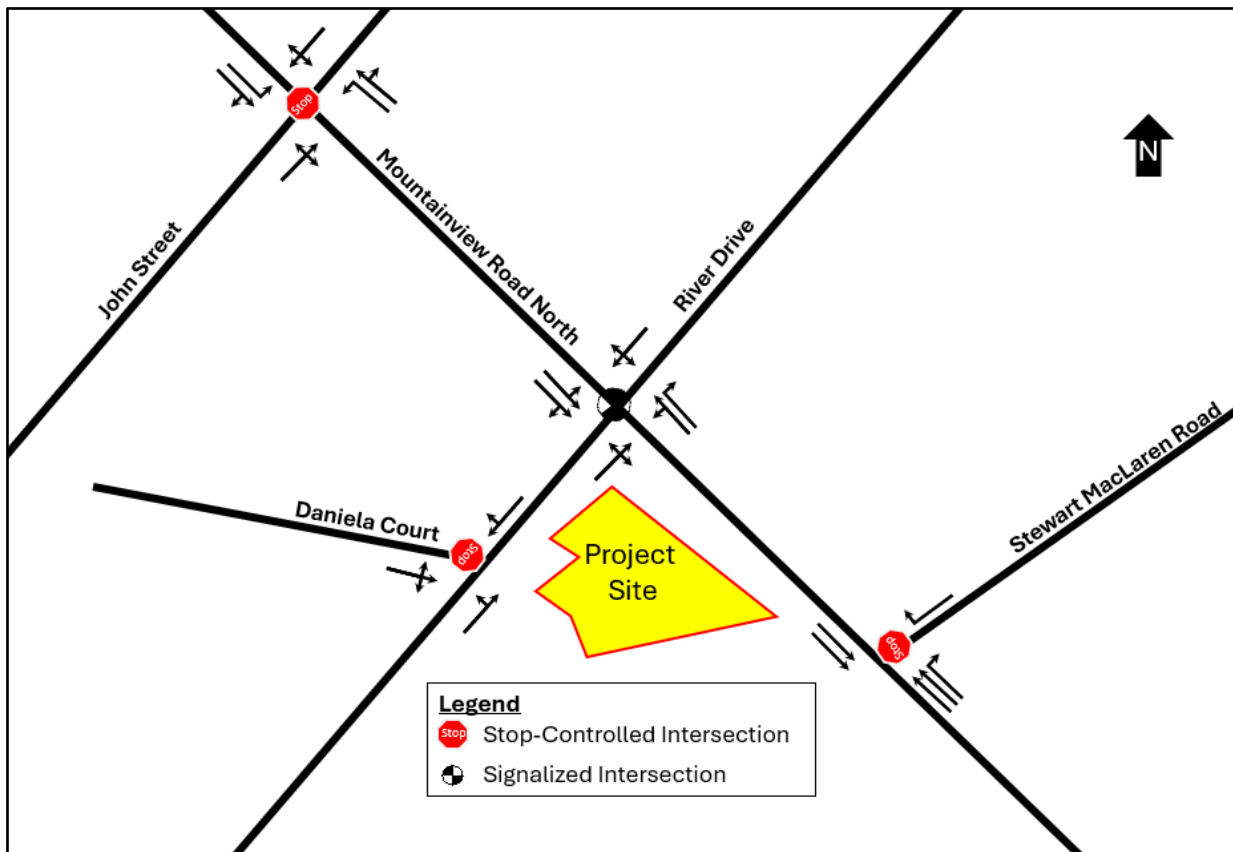 Stop
N
Mountainview Road North
John Street
River Drive
Stewart MacLaren Road
Daniela Court
Stop
Project
Site
Stop
Legend
Stop
Stop-Controlled Intersection
Signalized Intersection